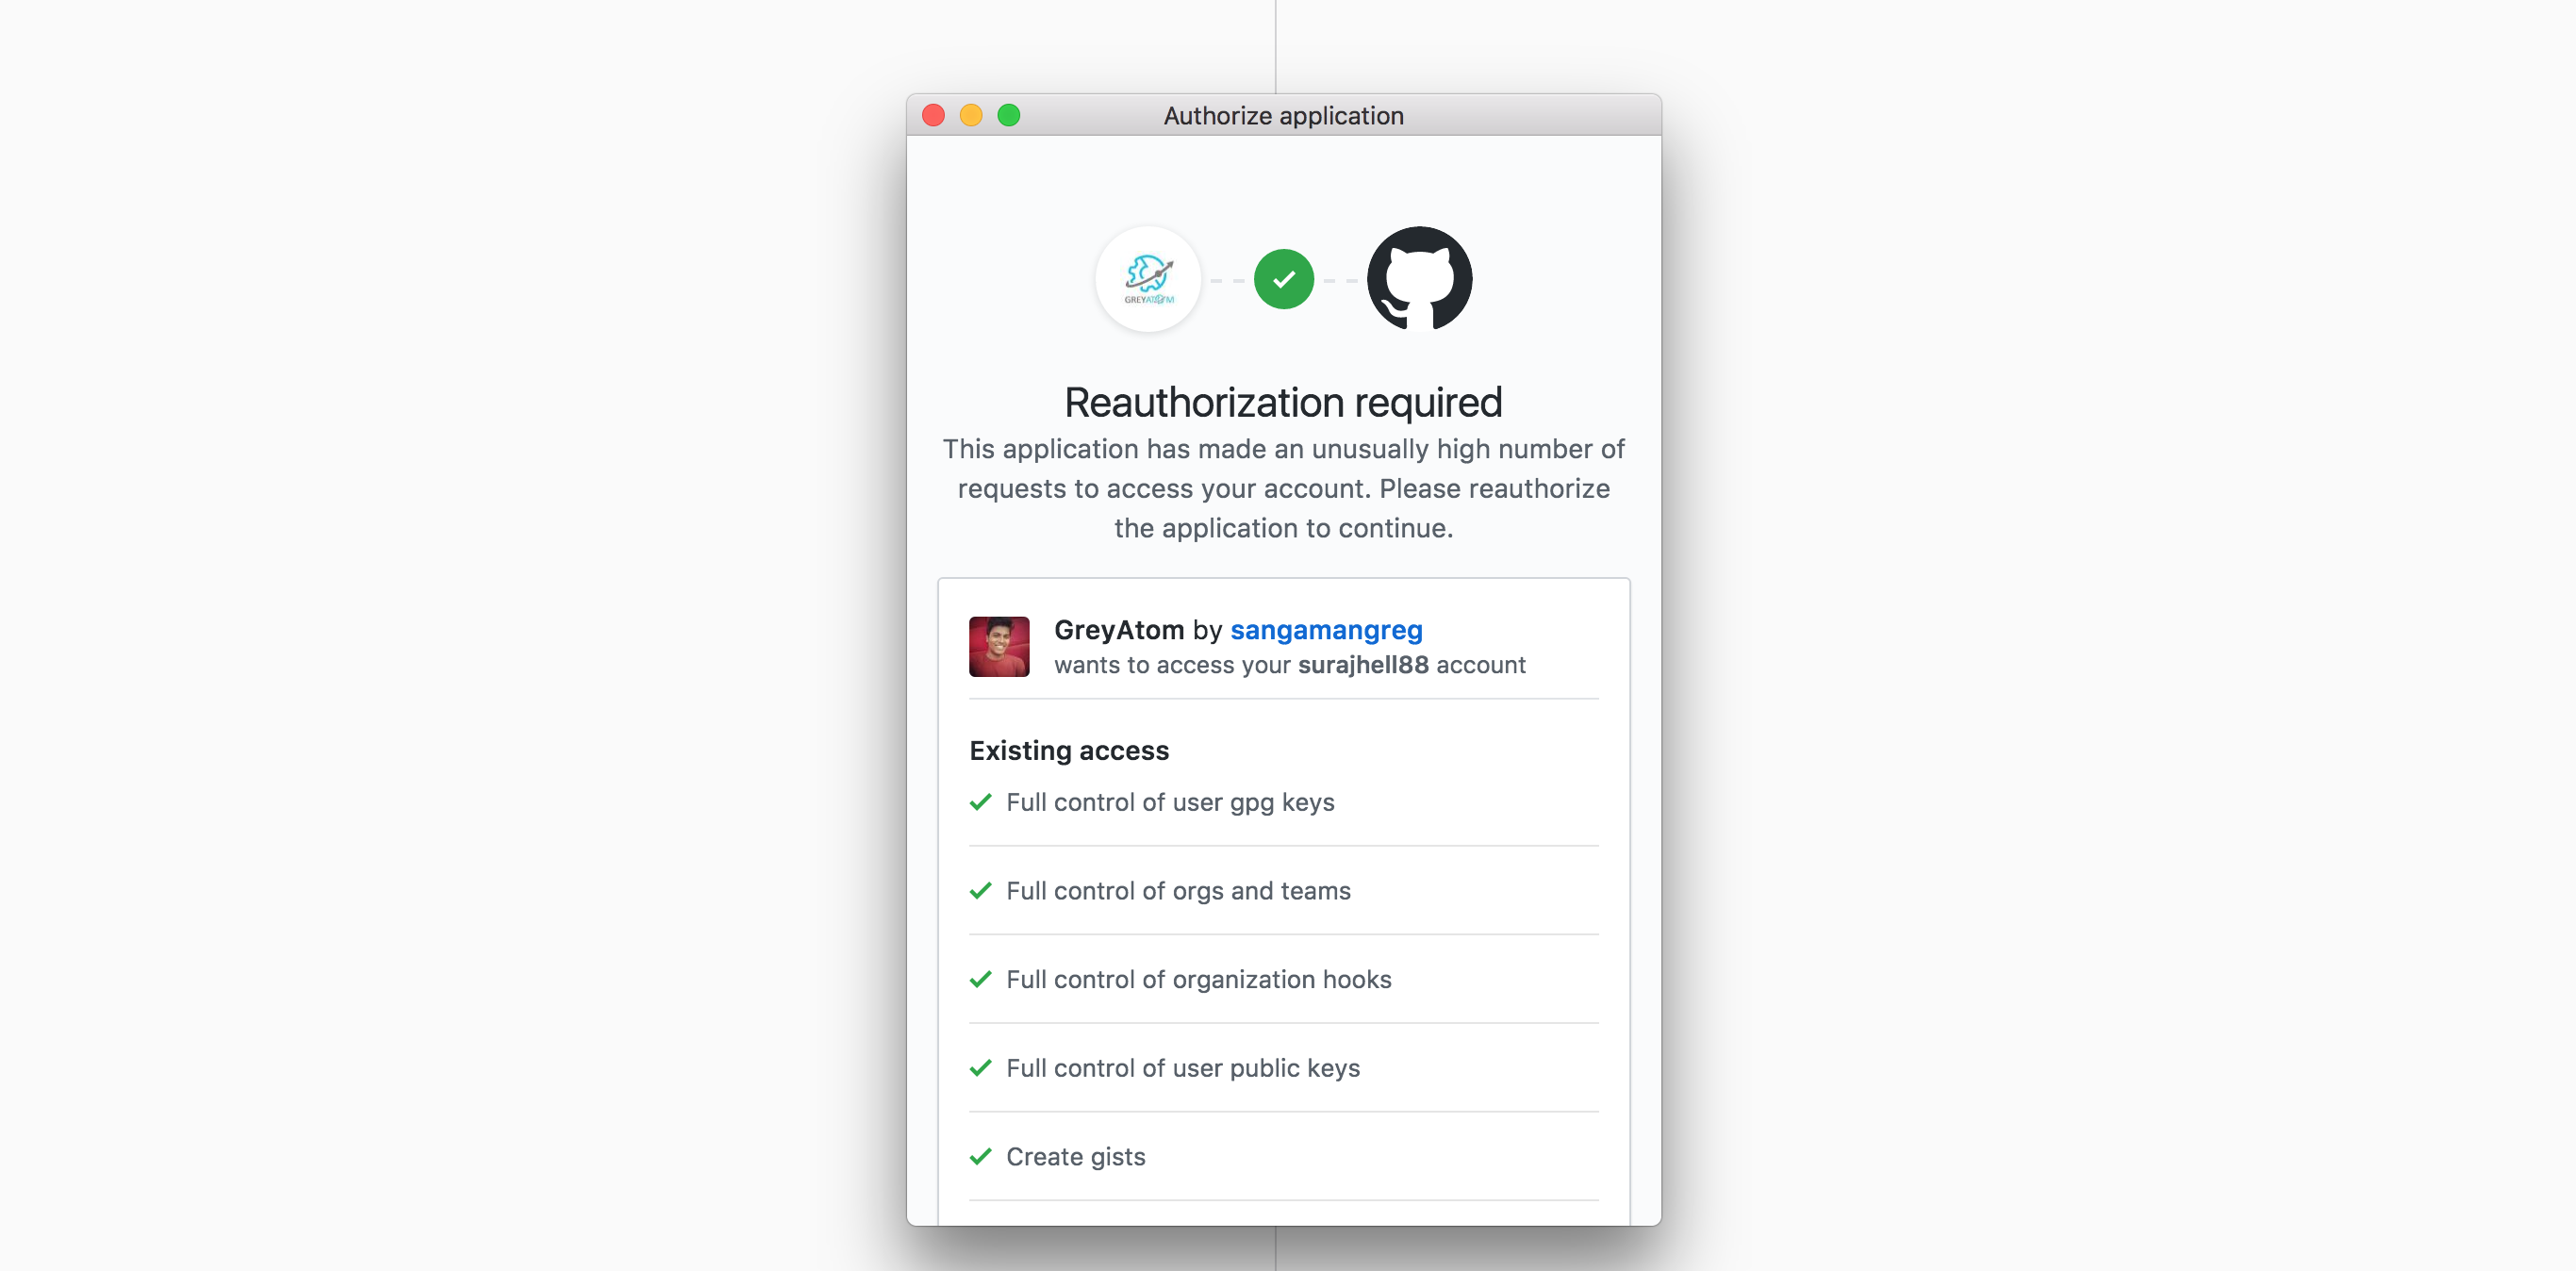 Authorize application
GREYATOM
Reauthorization required
This application has made an unusually high number of
requests to access your account. Please reauthorize
the application to continue.
GreyAtom by sangamangreg
wants to access your surajhell88 account
Existing access
Full control of user gpg keys
Full control of orgs and teams
Full control of organization hooks
Full control of user public keys
Create gists